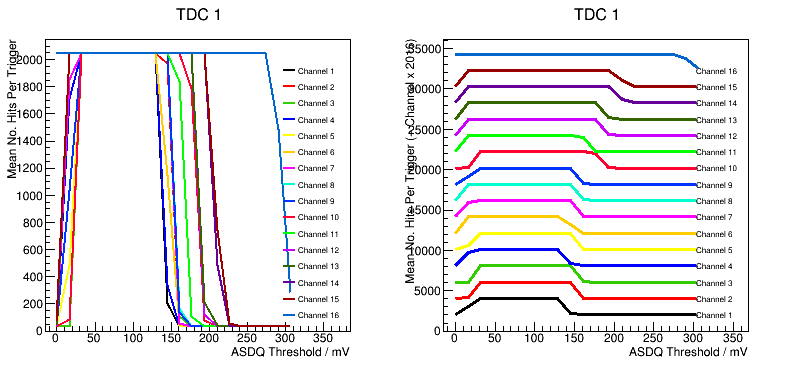 TDC 1
Mean No. Hits Per Trigger
2000
1800
1600
1400
1200
1000
800
600
400
200
0
0 50 100 150 200 250 300 350
ASDQ Threshold / mV
Channel 1
Channel 2
Channel 3
Channel 4
Channel 5
Channel 6
Channel 7
Channel 8
Channel 9
Channel 10
Channel 11
Channel 12
Channel 13
Channel 14
Channel 15
Channel 16
TDC 1
Mean No. Hits Per Trigger (+ Channel x 2016)
35000
30000
25000
20000
15000
10000
5000
0
0 50 100 150 200 250 300 350
ASDQ Threshold / mV
Channel 16
Channel 15
Channel 14
Channel 13
Channel 12
Channel 11
Channel 10
Channel 9
Channel 8
Channel 7
Channel 6
Channel 5
Channel 4
Channel 3
Channel 2
Channel 1